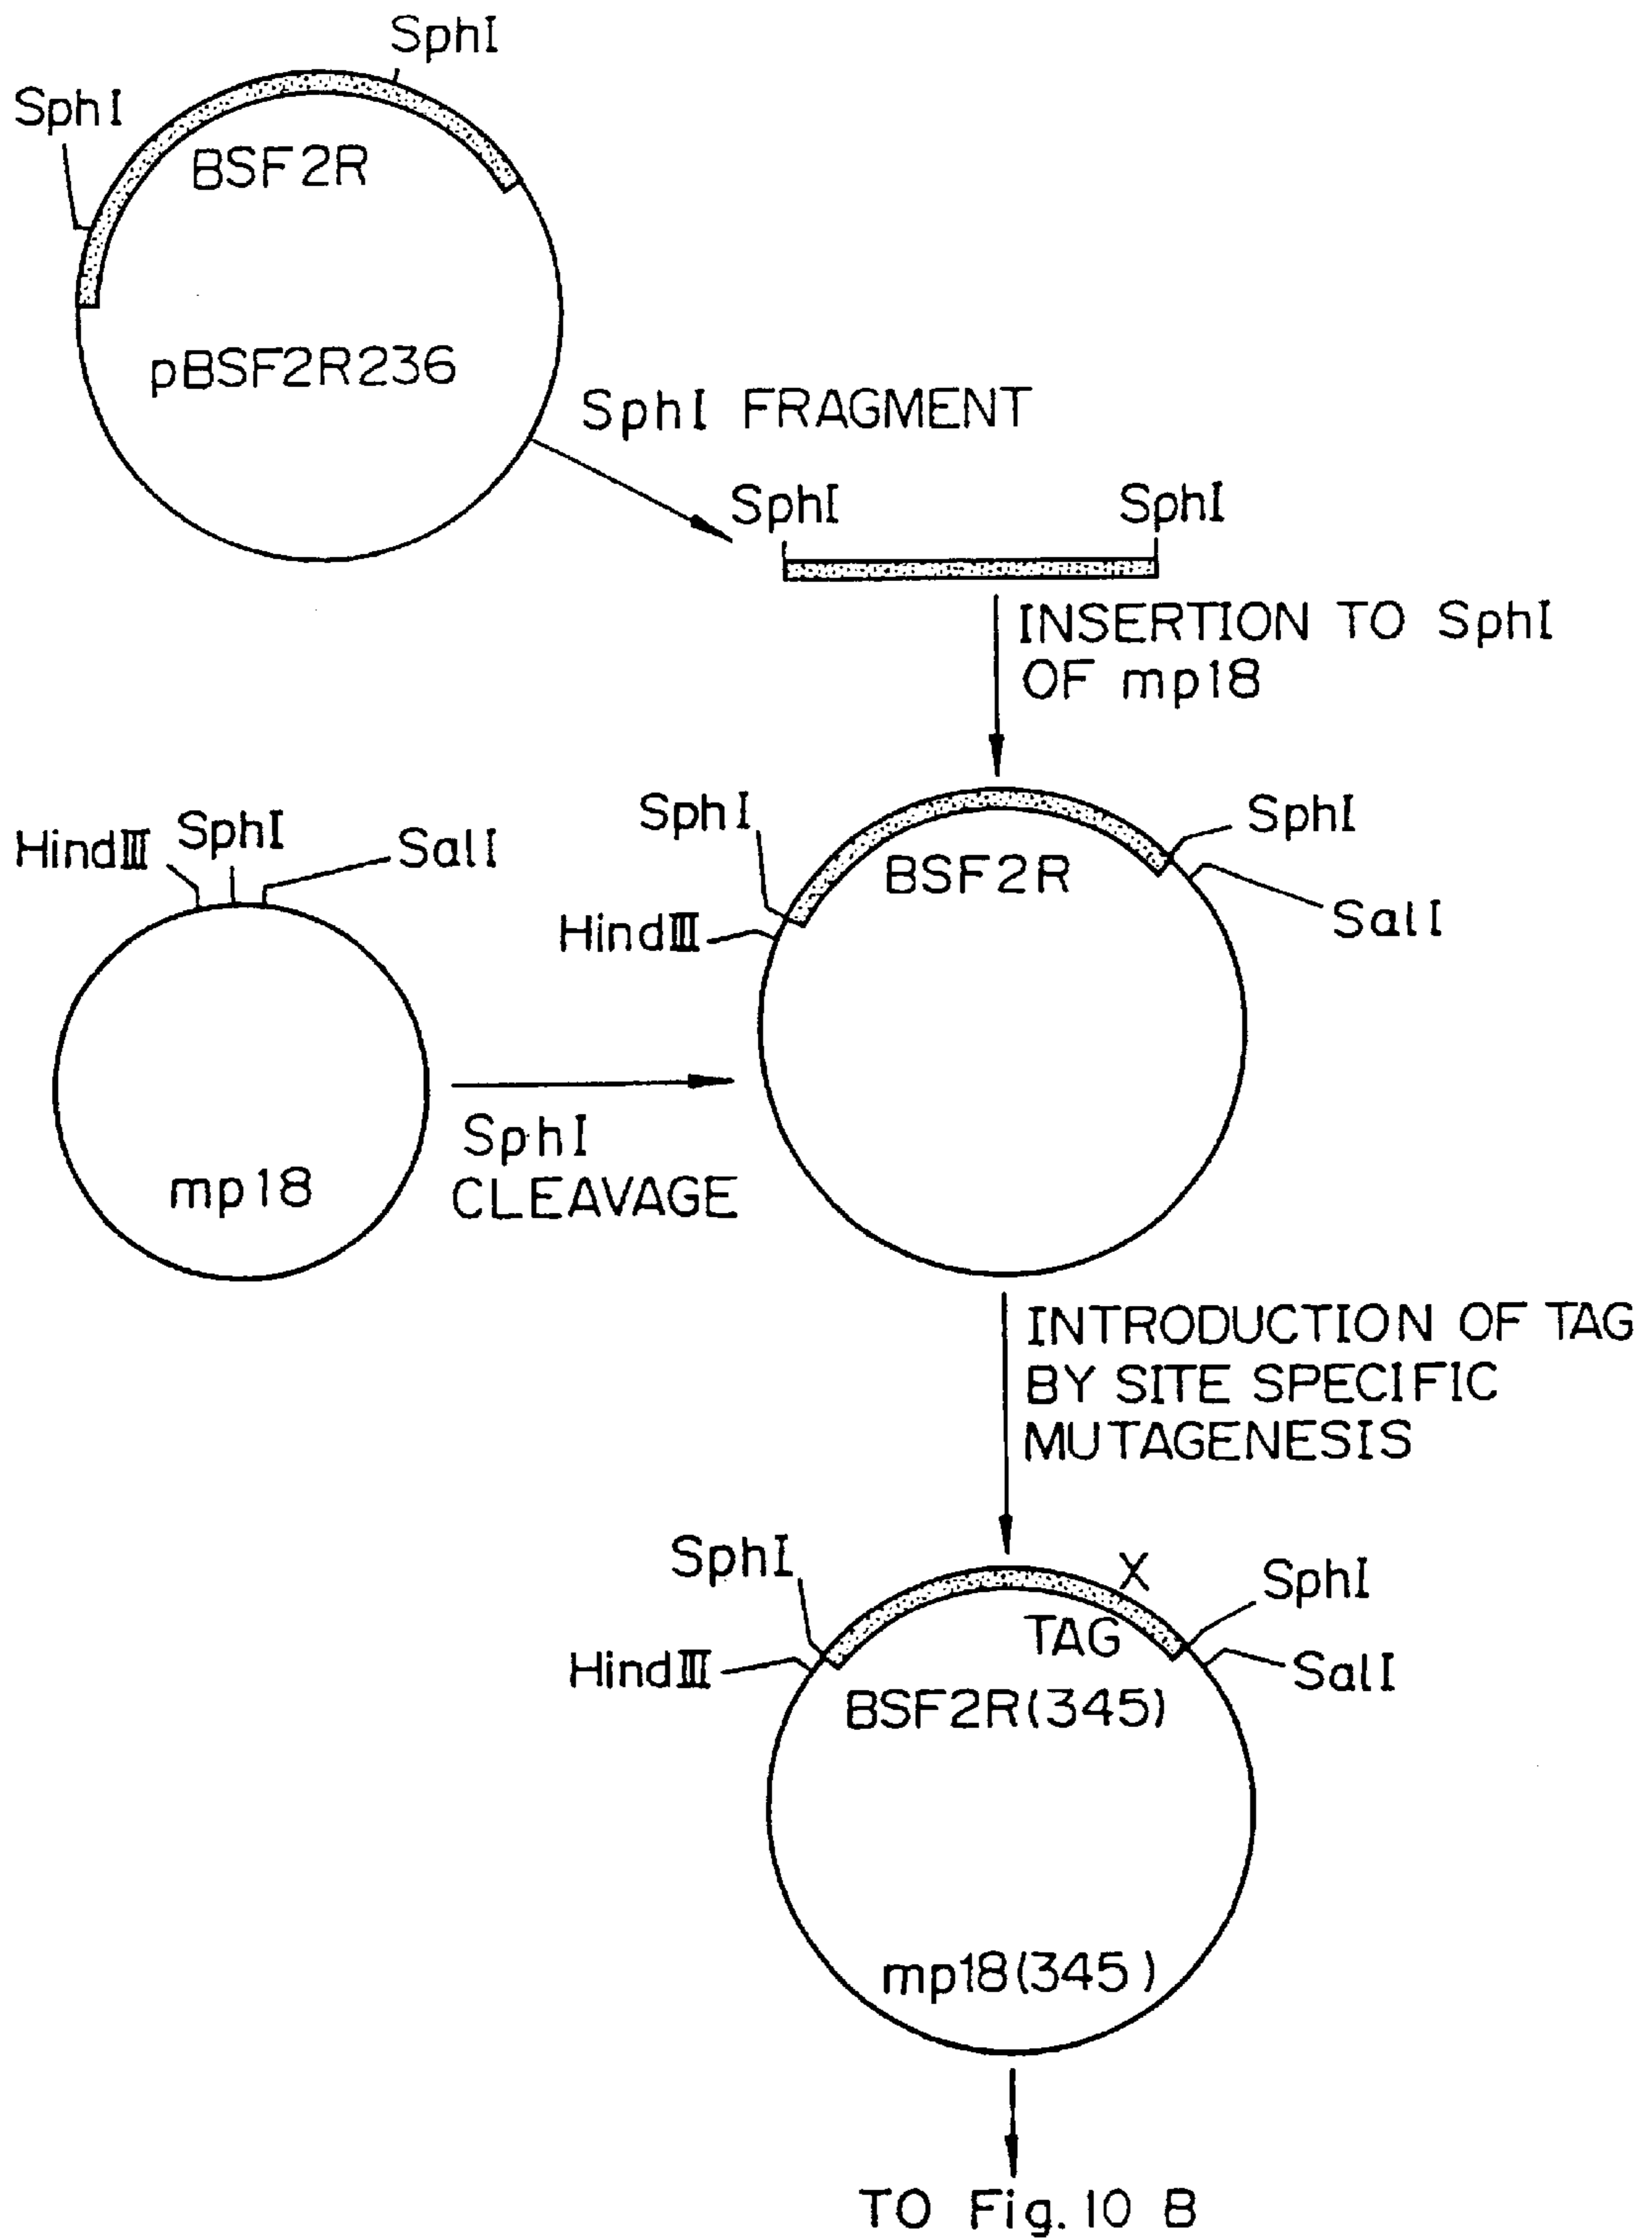 SphI
SphI
BSF2R
pBSF2R236
SphI FRAGMENT
SphI
SphI
INSERTION TO SphI
OF mp18
HindIII
SphI
SalI
mp18
SphI
CLEAVAGE
SphI
SphI
BSF2R
HindIII
SalI
INTRODUCTION OF TAG
BY SITE SPECIFIC
MUTAGENESIS
SphI
X
SphI
TAG
HindIII
SalI
BSF2R(345)
mp18(345)
TO Fig. 10 B